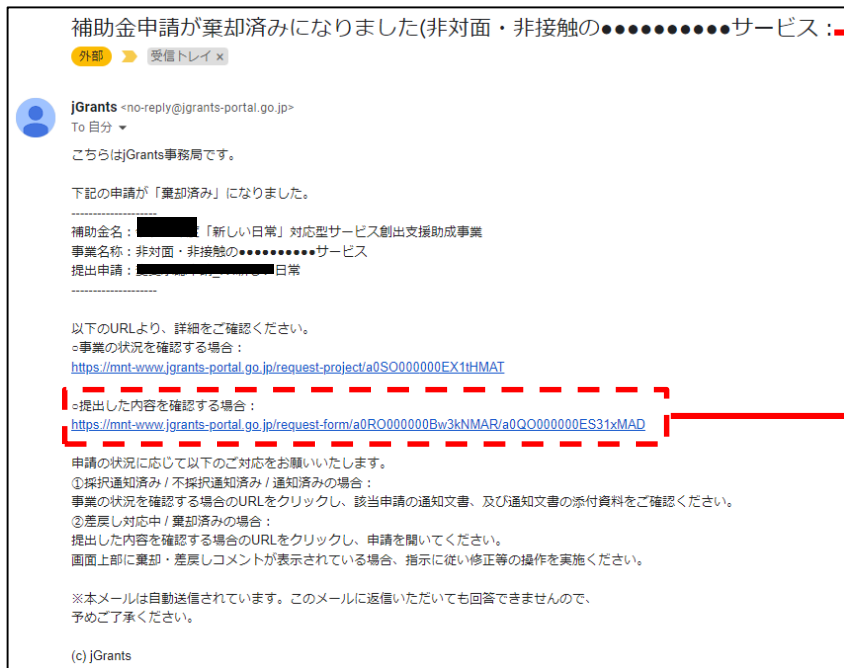 補助金申請が棄却済みになりました(非対面・非接触の●●●●●●●●●●サービス:
外部 受信トレイ ×
jGrants <no-reply@jgrants-portal.go.jp>
To 自分
こちらはjGrants事務局です。
下記の申請が「棄却済み」になりました。
--------------------
補助金名: 「新しい日常」対応型サービス創出支援助成事業
事業名称:非対面・非接触の●●●●●●●●●●サービス
提出申請: 日常
--------------------
以下のURLより、詳細をご確認ください。
○事業の状況を確認する場合:
https://mnt-www.jgrants-portal.go.jp/request-project/a0SO000000EX1tHMAT
○提出した内容を確認する場合:
https://mnt-www.jgrants-portal.go.jp/request-form/a0RO000000Bw3kNMAR/a0QO000000ES31xMAD
申請の状況に応じて以下のご対応をお願いいたします。
①採択通知済み / 不採択通知済み / 通知済みの場合:
事業の状況を確認する場合のURLをクリックし、該当申請の通知文書、及び通知文書の添付資料をご確認ください。
②差戻し対応中 / 棄却済みの場合:
提出した内容を確認する場合のURLをクリックし、申請を開いてください。
画面上部に棄却・差戻しコメントが表示されている場合、指示に従い修正等の操作を実施ください。
※本メールは自動送信されています。このメールに返信いただいても回答できませんので、
予めご了承ください。
(c) jGrants